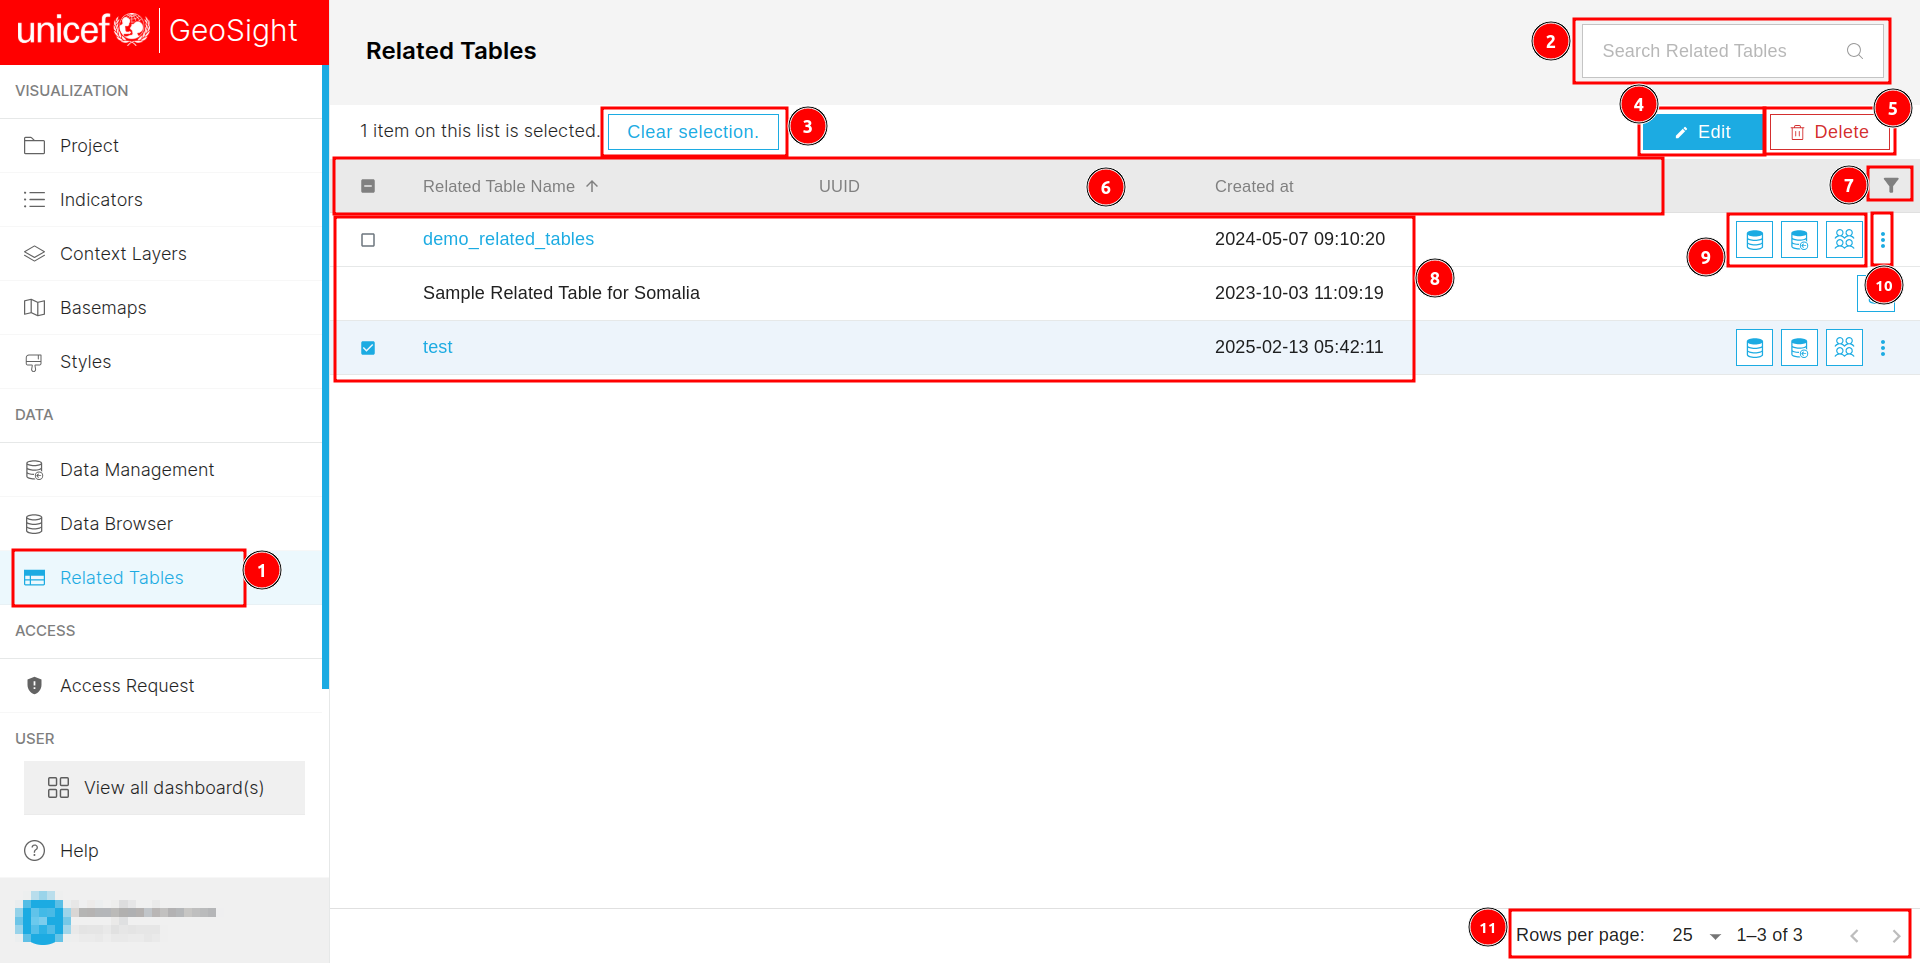 unicef GeoSight
Related Tables
2
Search Related Tables
VISUALIZATION
Project
Indicators
Context Layers
Basemaps
Styles
DATA
Data Management
Data Browser
Related Tables
1
ACCESS
Access Request
USER
View all dashboard(s)
Help
1 item on this list is selected.
Clear selection.
3
4
Edit
5
Delete
Related Table Name
UUID
6
Created at
7
demo_related_tables
2024-05-07 09:10:20
9
10
Sample Related Table for Somalia
2023-10-03 11:09:19
8
test
2025-02-13 05:42:11
11
Rows per page: 25 1–3 of 3